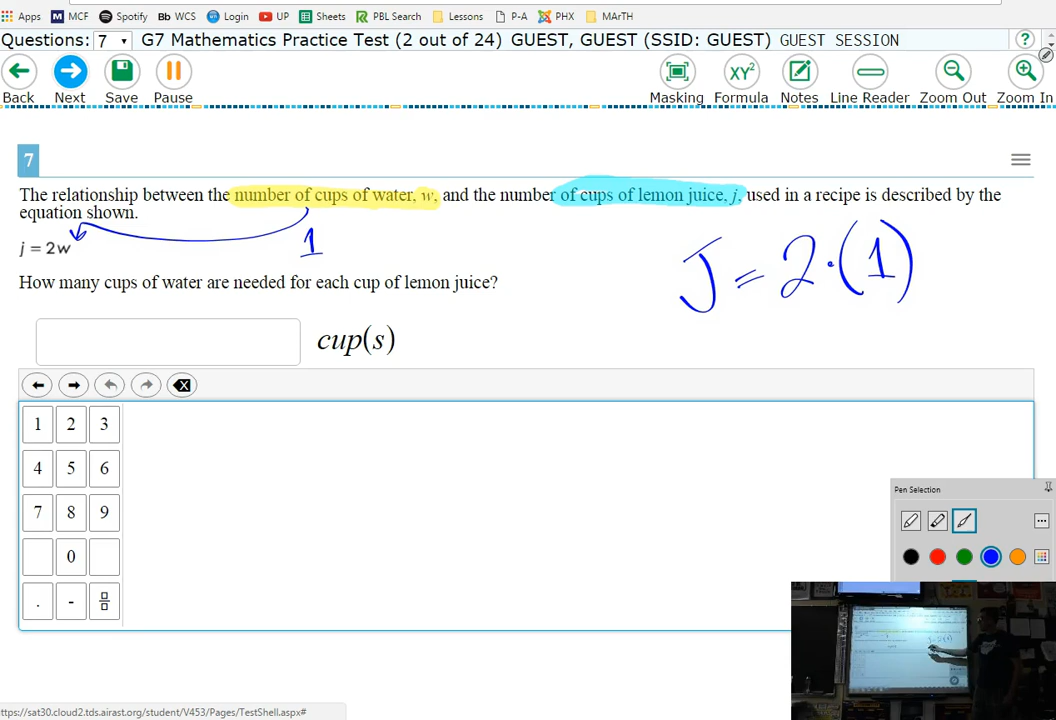 Apps MCF Spotify WCS Login UP Sheets PBL Search Lessons P-A PHX MArTH
Questions: 7 G7 Mathematics Practice Test (2 out of 24) GUEST, GUEST (SSID: GUEST) GUEST SESSION
XY²
Back Next Save Pause Masking Formula Notes Line Reader Zoom Out Zoom In
7
The relationship between the number of cups of water, w, and the number of cups of lemon juice, j, used in a recipe is described by the
equation shown.
1
J = 2·(1)
j = 2w
How many cups of water are needed for each cup of lemon juice?
cup(s)
1 2 3
4 5 6
7 8 9
0
. -
Pen Selection
https://sat30.cloud2.tds.airast.org/student/V453/Pages/TestShell.aspx#